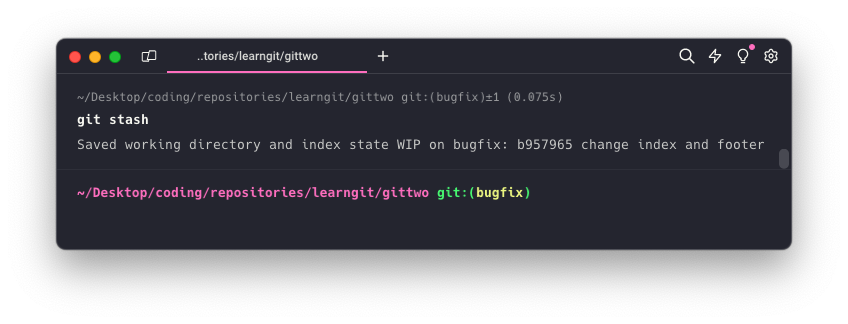 ..tories/learngit/gittwo
~/Desktop/coding/repositories/learngit/gittwo git:(bugfix)±1 (0.075s)
git stash
Saved working directory and index state WIP on bugfix: b957965 change index and footer
~/Desktop/coding/repositories/learngit/gittwo git:(bugfix)